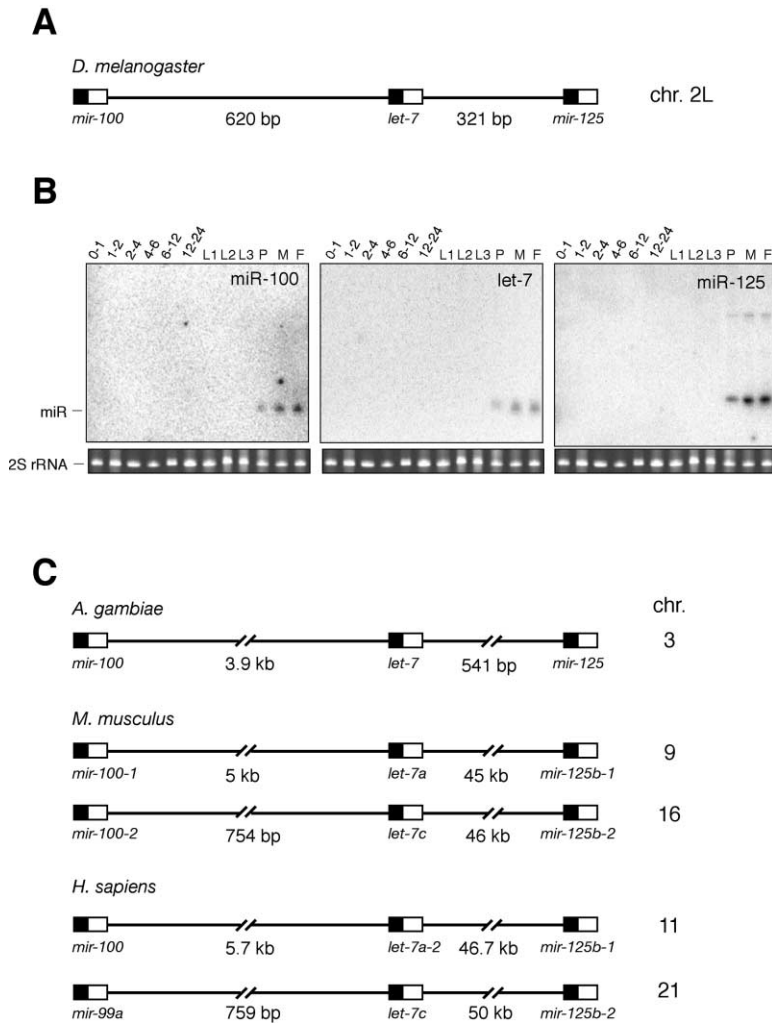 A
D. melanogaster
chr. 2L
mir-100 620 bp let-7 321 bp mir-125
B
0-1 1-2 2-4 4-6 6-12 12-24 L1 L2 L3 P M F 0-1 1-2 2-4 4-6 6-12 12-24 L1 L2 L3 P M F 0-1 1-2 2-4 4-6 6-12 12-24 L1 L2 L3 P M F
miR-100 let-7 miR-125
miR
2S rRNA
C
A. gambiae chr.
3
mir-100 3.9 kb let-7 541 bp mir-125
M. musculus
9
mir-100-1 5 kb let-7a 45 kb mir-125b-1
16
mir-100-2 754 bp let-7c 46 kb mir-125b-2
H. sapiens
11
mir-100 5.7 kb let-7a-2 46.7 kb mir-125b-1
21
mir-99a 759 bp let-7c 50 kb mir-125b-2